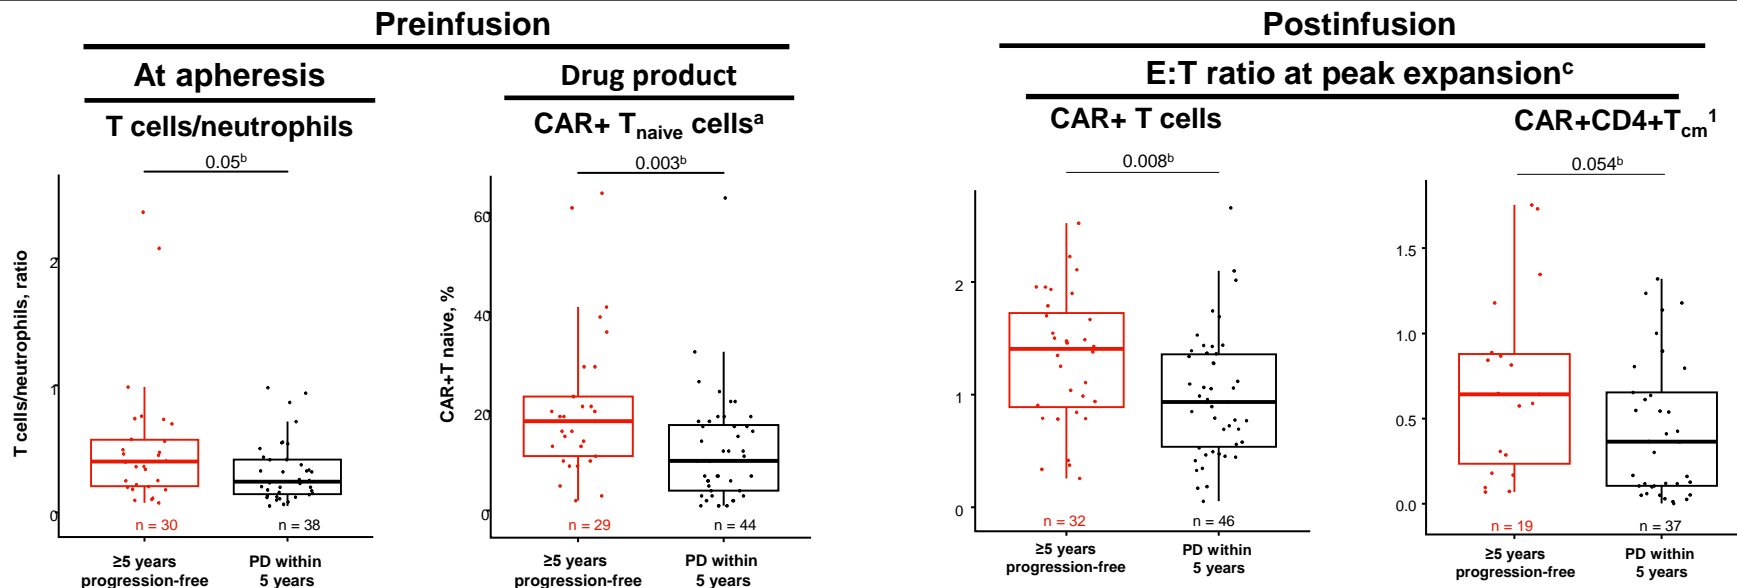 Preinfusion
At apheresis
T cells/neutrophils
0.05ᵇ
T cells/neutrophils, ratio
2
1
0
n = 30
n = 38
≥5 years
progression-free
PD within
5 years
Drug product
CAR+ Tnaive cellsᵃ
0.003ᵇ
CAR+T naive, %
60
40
20
0
n = 29
n = 44
≥5 years
progression-free
PD within
5 years
Postinfusion
E:T ratio at peak expansionᶜ
CAR+ T cells
0.008ᵇ
2
1
0
n = 32
n = 46
≥5 years
progression-free
PD within
5 years
CAR+CD4+Tcm¹
0.054ᵇ
1.5
1.0
0.5
0.0
n = 19
n = 37
≥5 years
progression-free
PD within
5 years